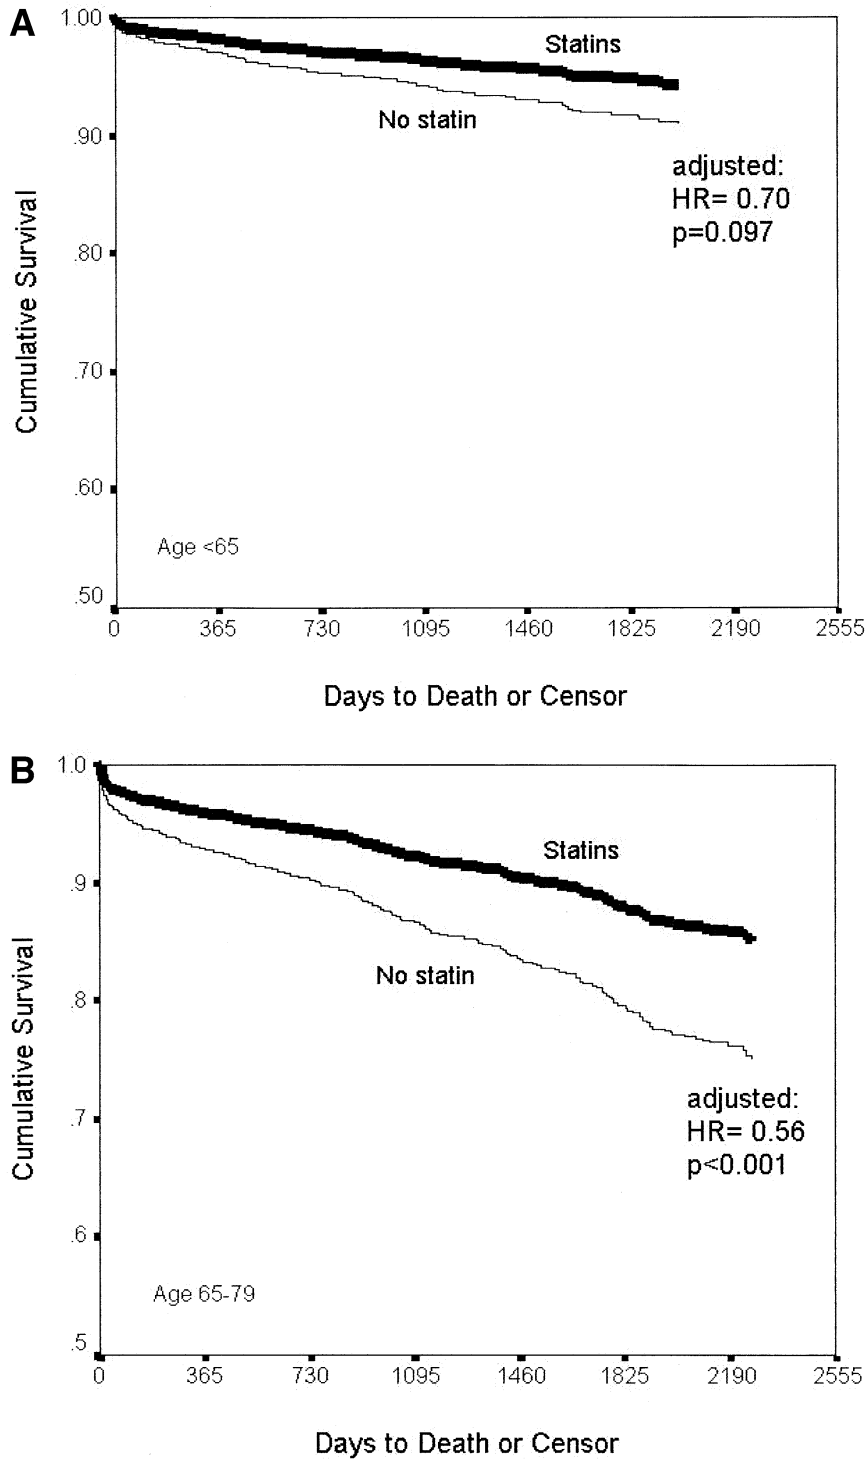 A
1.00
.90
.80
.70
.60
.50
Cumulative Survival
Statins
No statin
adjusted:
HR= 0.70
p=0.097
Age <65
0 365 730 1095 1460 1825 2190 2555
Days to Death or Censor
B
1.0
.9
.8
.7
.6
.5
Cumulative Survival
Statins
No statin
adjusted:
HR= 0.56
p<0.001
Age 65-79
0 365 730 1095 1460 1825 2190 2555
Days to Death or Censor